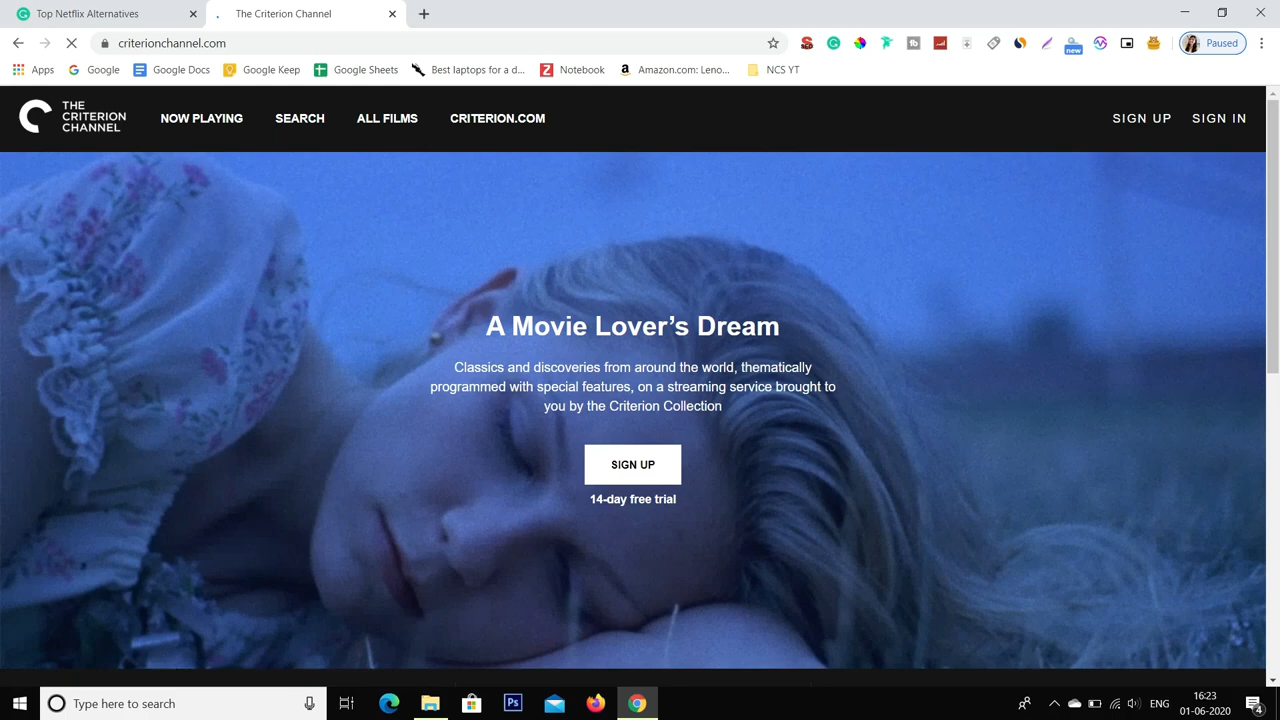 Top Netflix Alternatives
The Criterion Channel
criterionchannel.com
new
Paused
Apps
Google
Google Docs
Google Keep
Google Sheets
Best laptops for a d...
Notebook
Amazon.com: Leno...
NCS YT
THE
CRITERION
CHANNEL
NOW PLAYING
SEARCH
ALL FILMS
CRITERION.COM
SIGN UP
SIGN IN
A Movie Lover's Dream
Classics and discoveries from around the world, thematically
programmed with special features, on a streaming service brought to
you by the Criterion Collection
SIGN UP
14-day free trial
Type here to search
Ps
ENG
16:23
01-06-2020
4